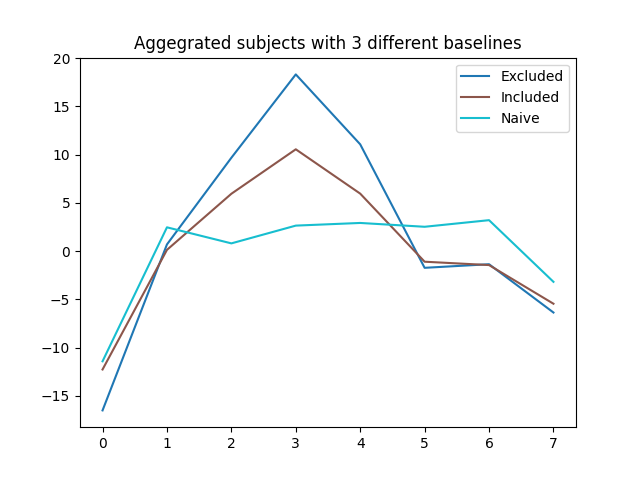 Aggegrated subjects with 3 different baselines
20
15
10
5
0
−5
−10
−15
0 1 2 3 4 5 6 7
Excluded
Included
Naive